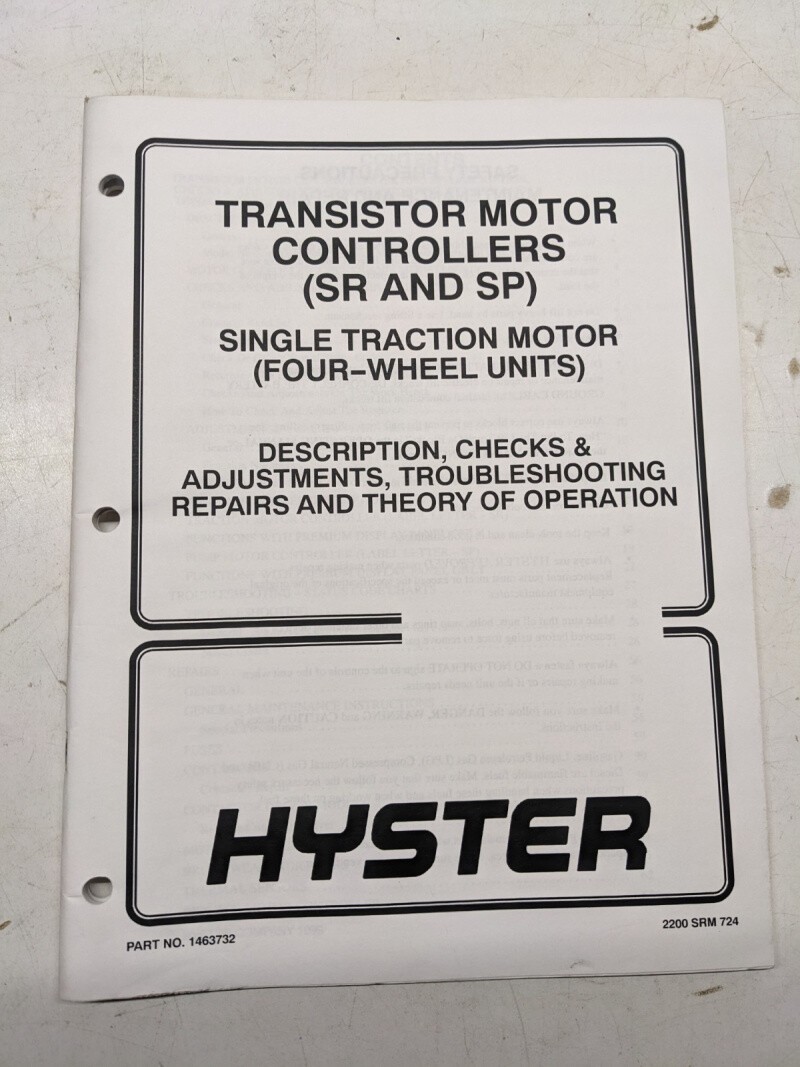 TRANSISTOR MOTOR
CONTROLLERS
(SR AND SP)
SINGLE TRACTION MOTOR
(FOUR-WHEEL UNITS)
DESCRIPTION, CHECKS &
ADJUSTMENTS, TROUBLESHOOTING
REPAIRS AND THEORY OF OPERATION
HYSTER
PART NO. 1463732
2200 SRM 724